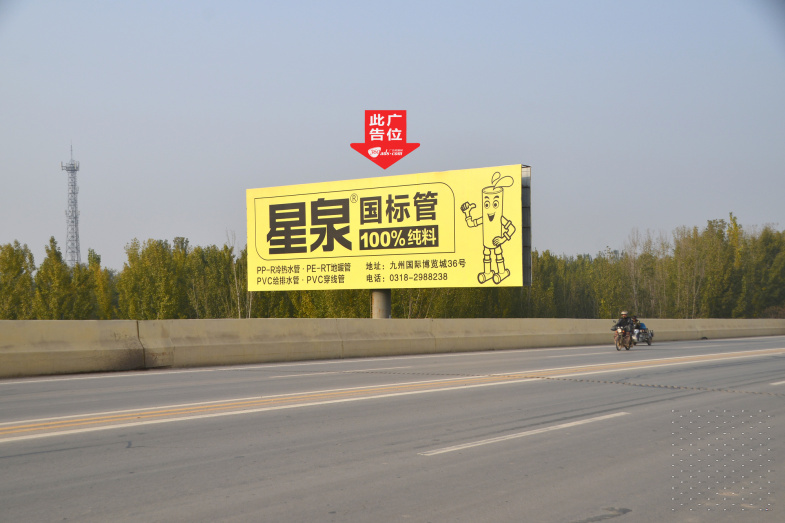 此广
告位
星泉®
国标管
100%纯料
PP-R冷热水管·PE-RT地暖管
PVC给排水管·PVC穿线管
地址：九州国际博览城36号
电话：0318-2988238